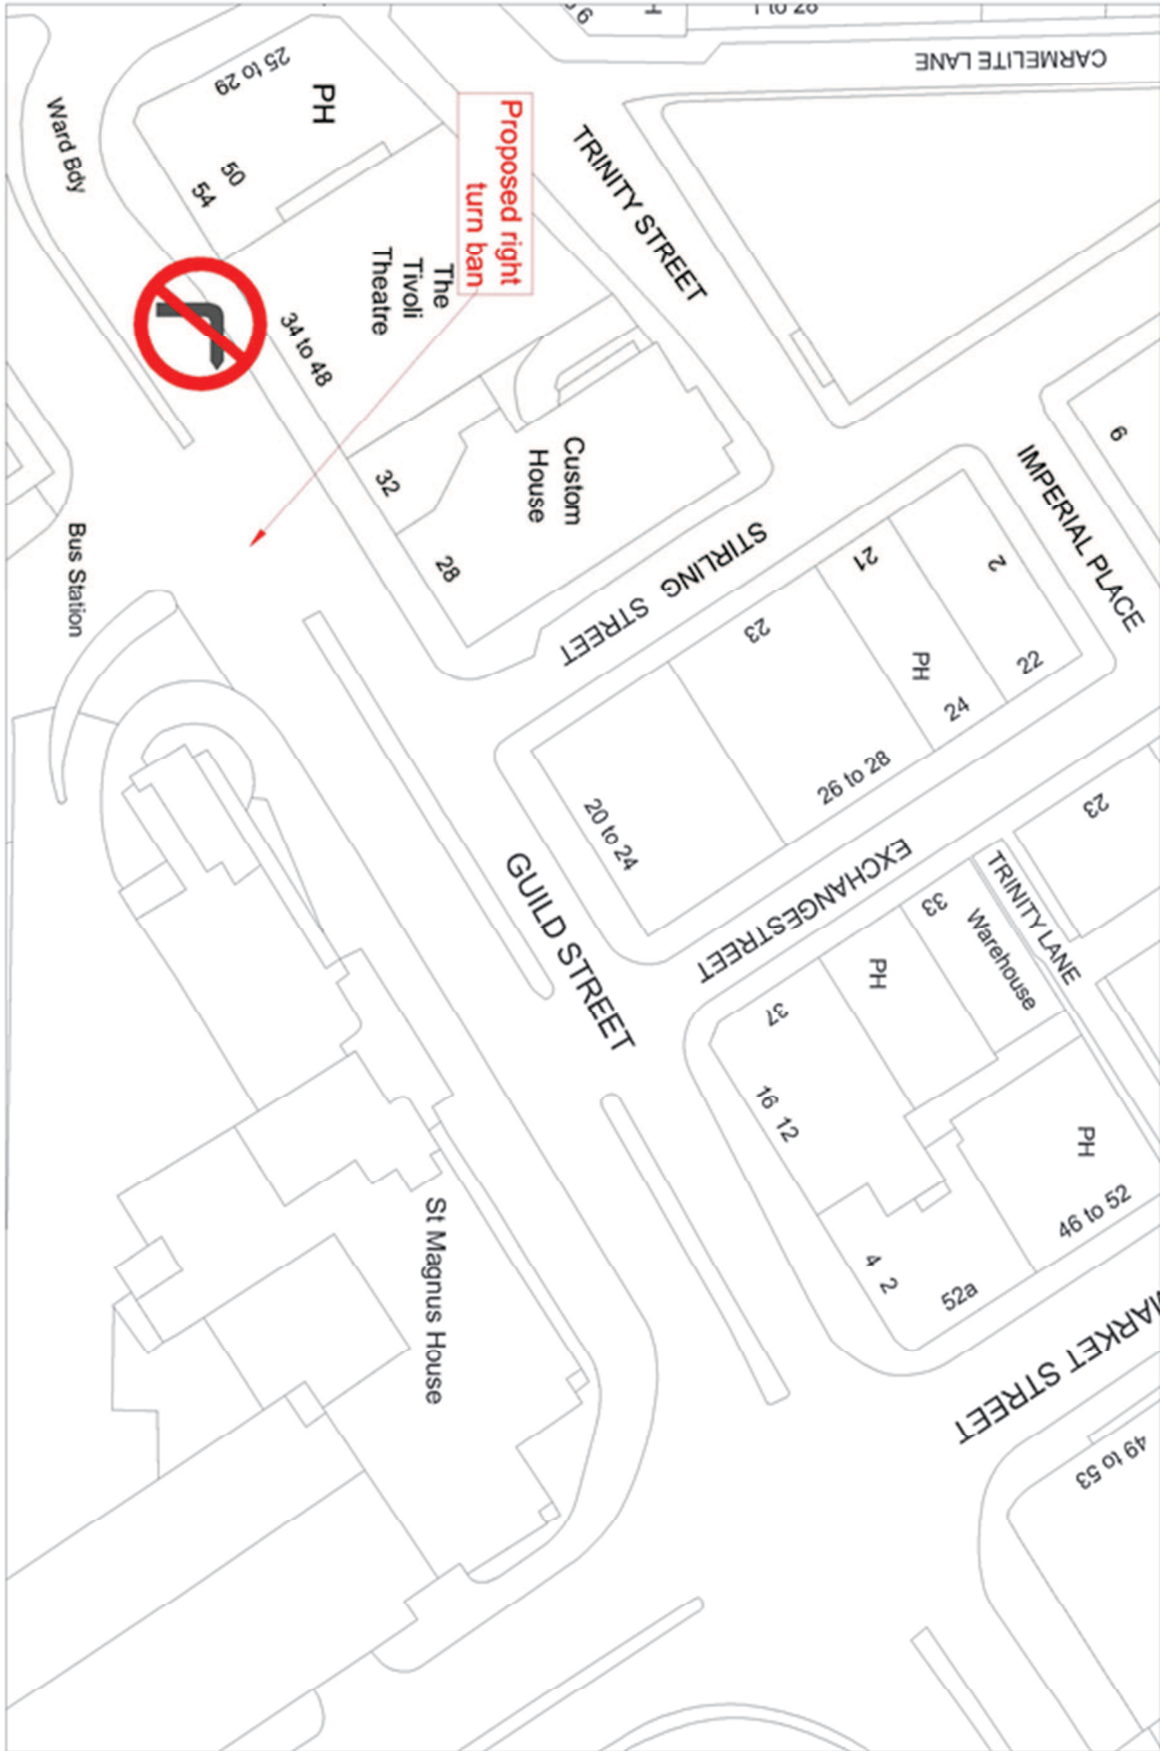 CARMELITE LANE
25 to 29
PH
Ward Bdy
50
54
Proposed right
turn ban
TRINITY STREET
The
Tivoli
Theatre
34 to 48
Custom
House
32
28
6
IMPERIAL PLACE
STIRLING STREET
21
2
23
PH
22
24
26 to 28
Bus Station
20 to 24
GUILD STREET
EXCHANGESTREET
23
TRINITY LANE
33
Warehouse
PH
37
16 12
PH
46 to 52
4 2
52a
St Magnus House
MARKET STREET
49 to 53